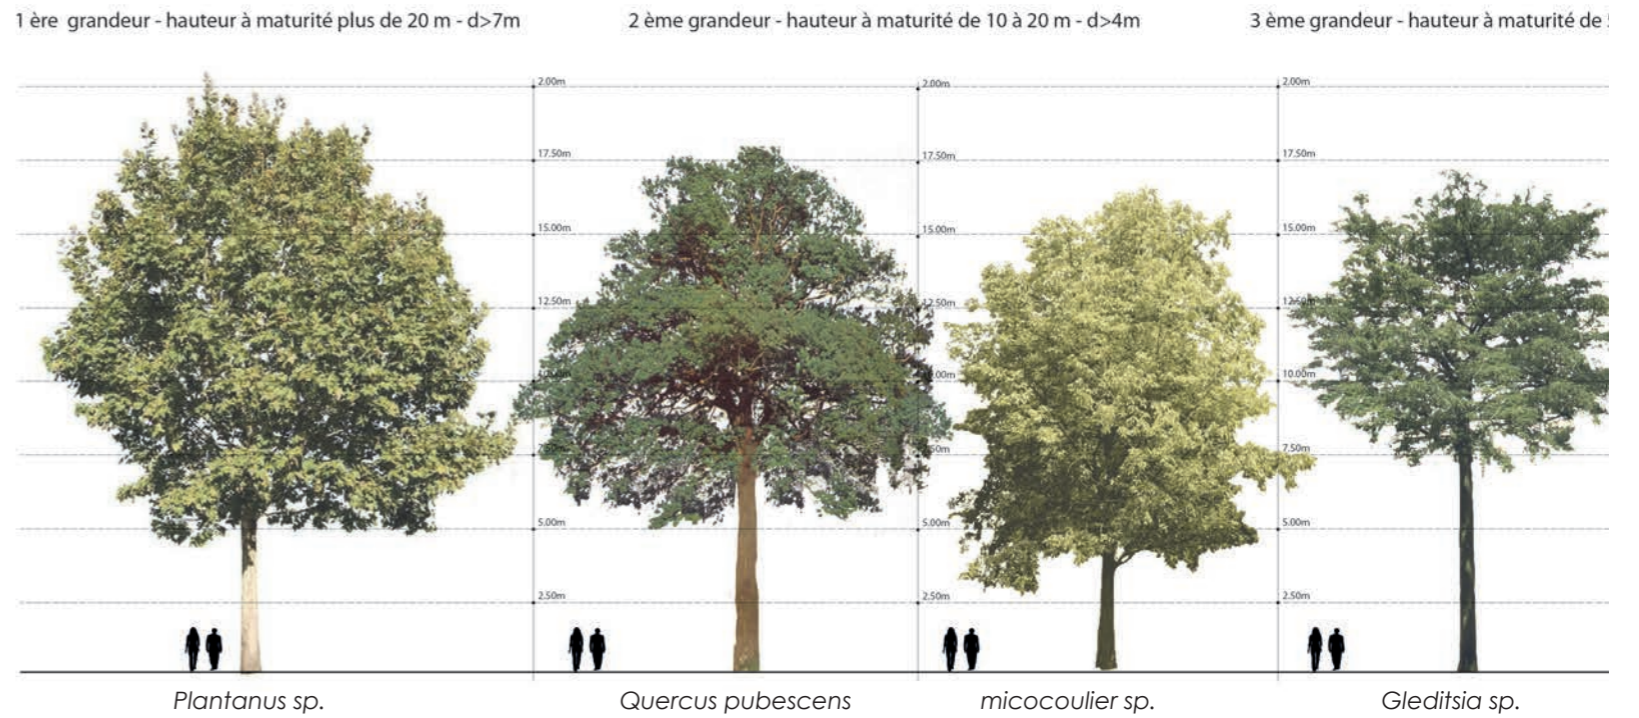 1 ère grandeur - hauteur à maturité plus de 20 m - d>7m
2 ème grandeur - hauteur à maturité de 10 à 20 m - d>4m
3 ème grandeur - hauteur à maturité de
2.00m
2.00m
2.00m
17.50m
17.50m
17.50m
15.00m
15.00m
15.00m
12.50m
12.50m
12.50m
10.00m
7.50m
5.00m
5.00m
5.00m
2.50m
2.50m
2.50m
Plantanus sp.
Quercus pubescens
micocoulier sp.
Gleditsia sp.